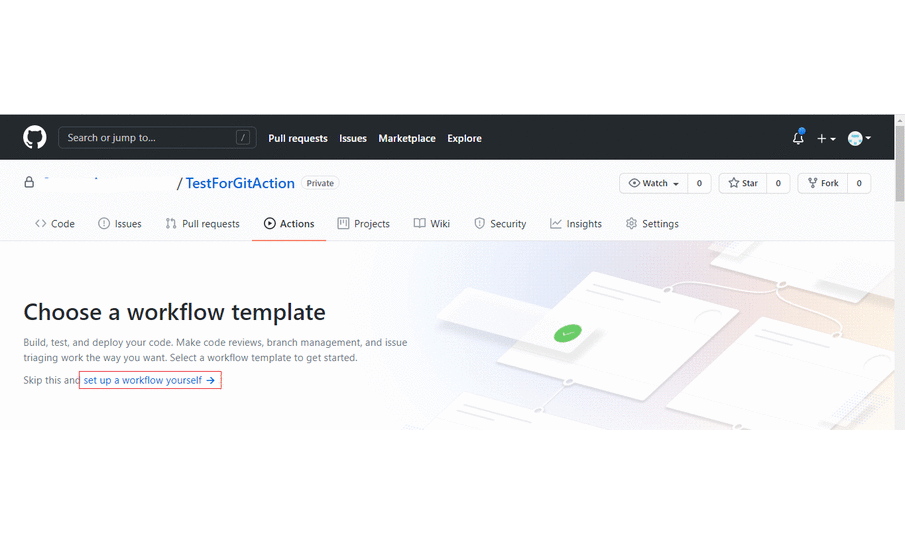 Search or jump to... / Pull requests Issues Marketplace Explore
/ TestForGitAction Private Watch 0 Star 0 Fork 0
Code Issues Pull requests Actions Projects Wiki Security Insights Settings
Choose a workflow template
Build, test, and deploy your code. Make code reviews, branch management, and issue
triaging work the way you want. Select a workflow template to get started.
Skip this and set up a workflow yourself →